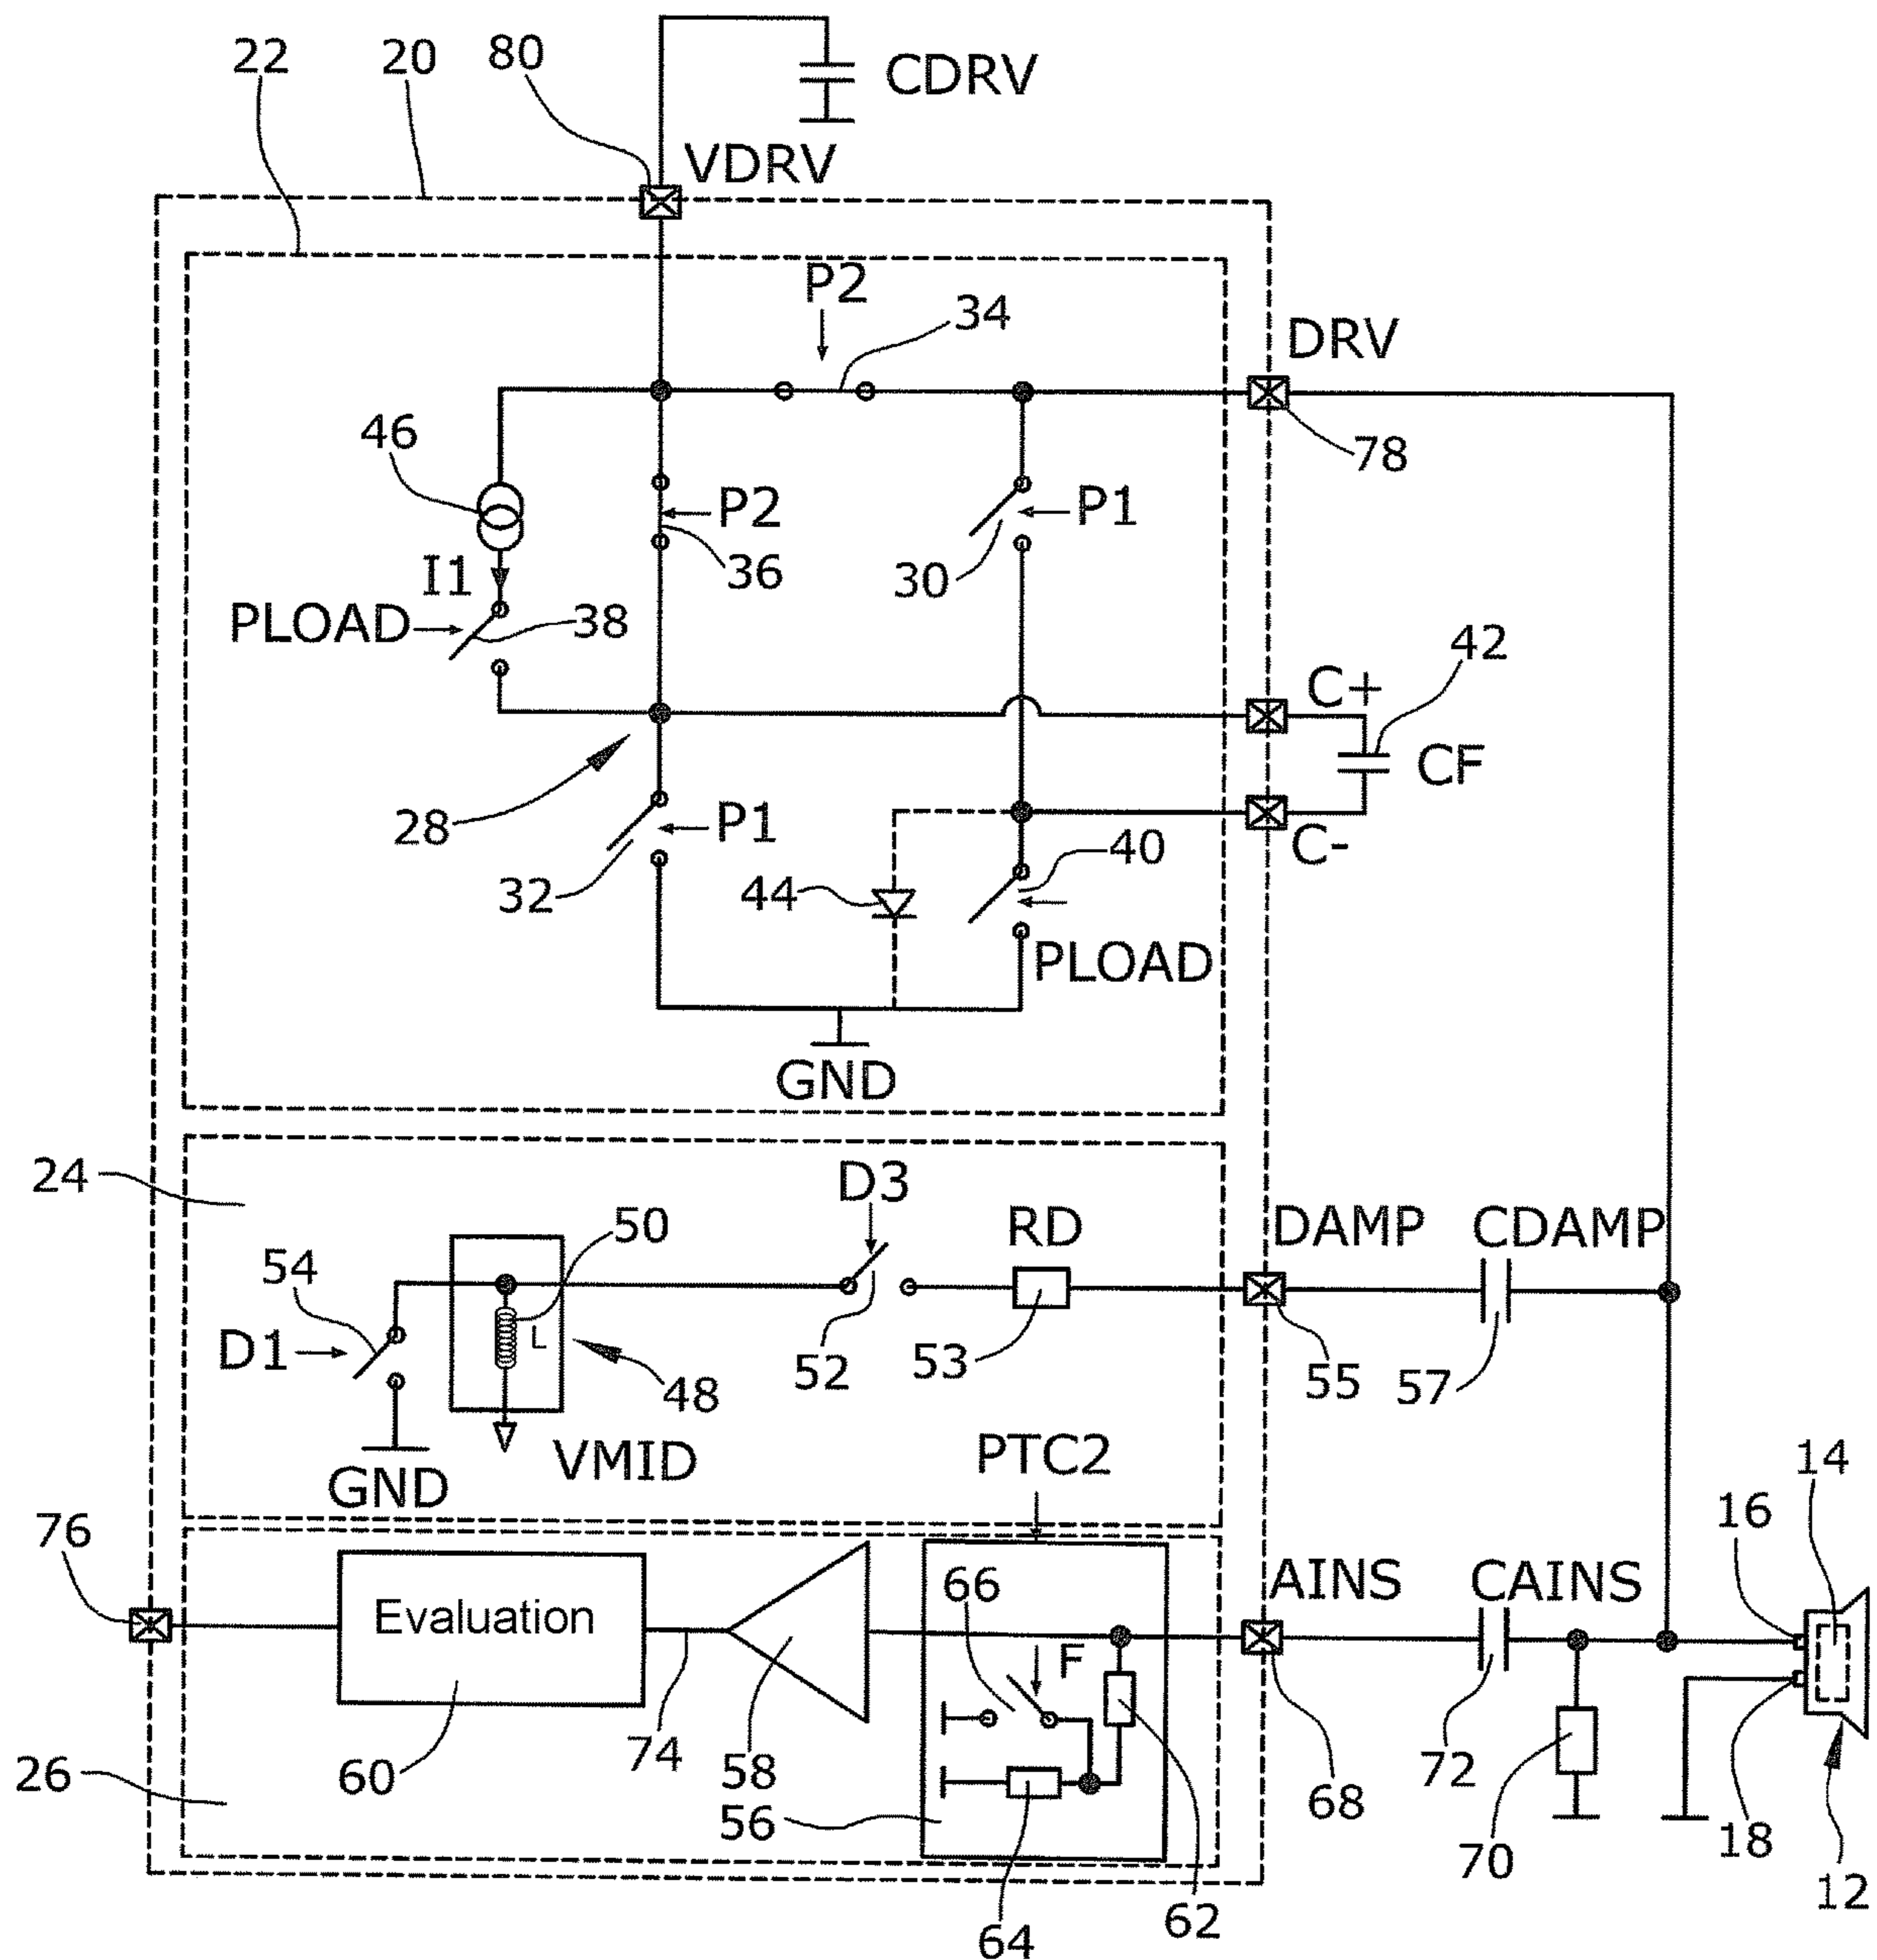 22
20
80
CDRV
VDRV
P2
34
DRV
78
46
P2
P1
36
30
I1
PLOAD
38
42
C+
CF
28
P1
C-
40
32
44
PLOAD
GND
24
D3
50
RD
DAMP
CDAMP
54
L
D1
48
52
53
55
57
VMID
GND
PTC2
14
76
16
AINS
CAINS
66
Evaluation
F
74
58
60
72
26
56
68
70
18
12
62
64